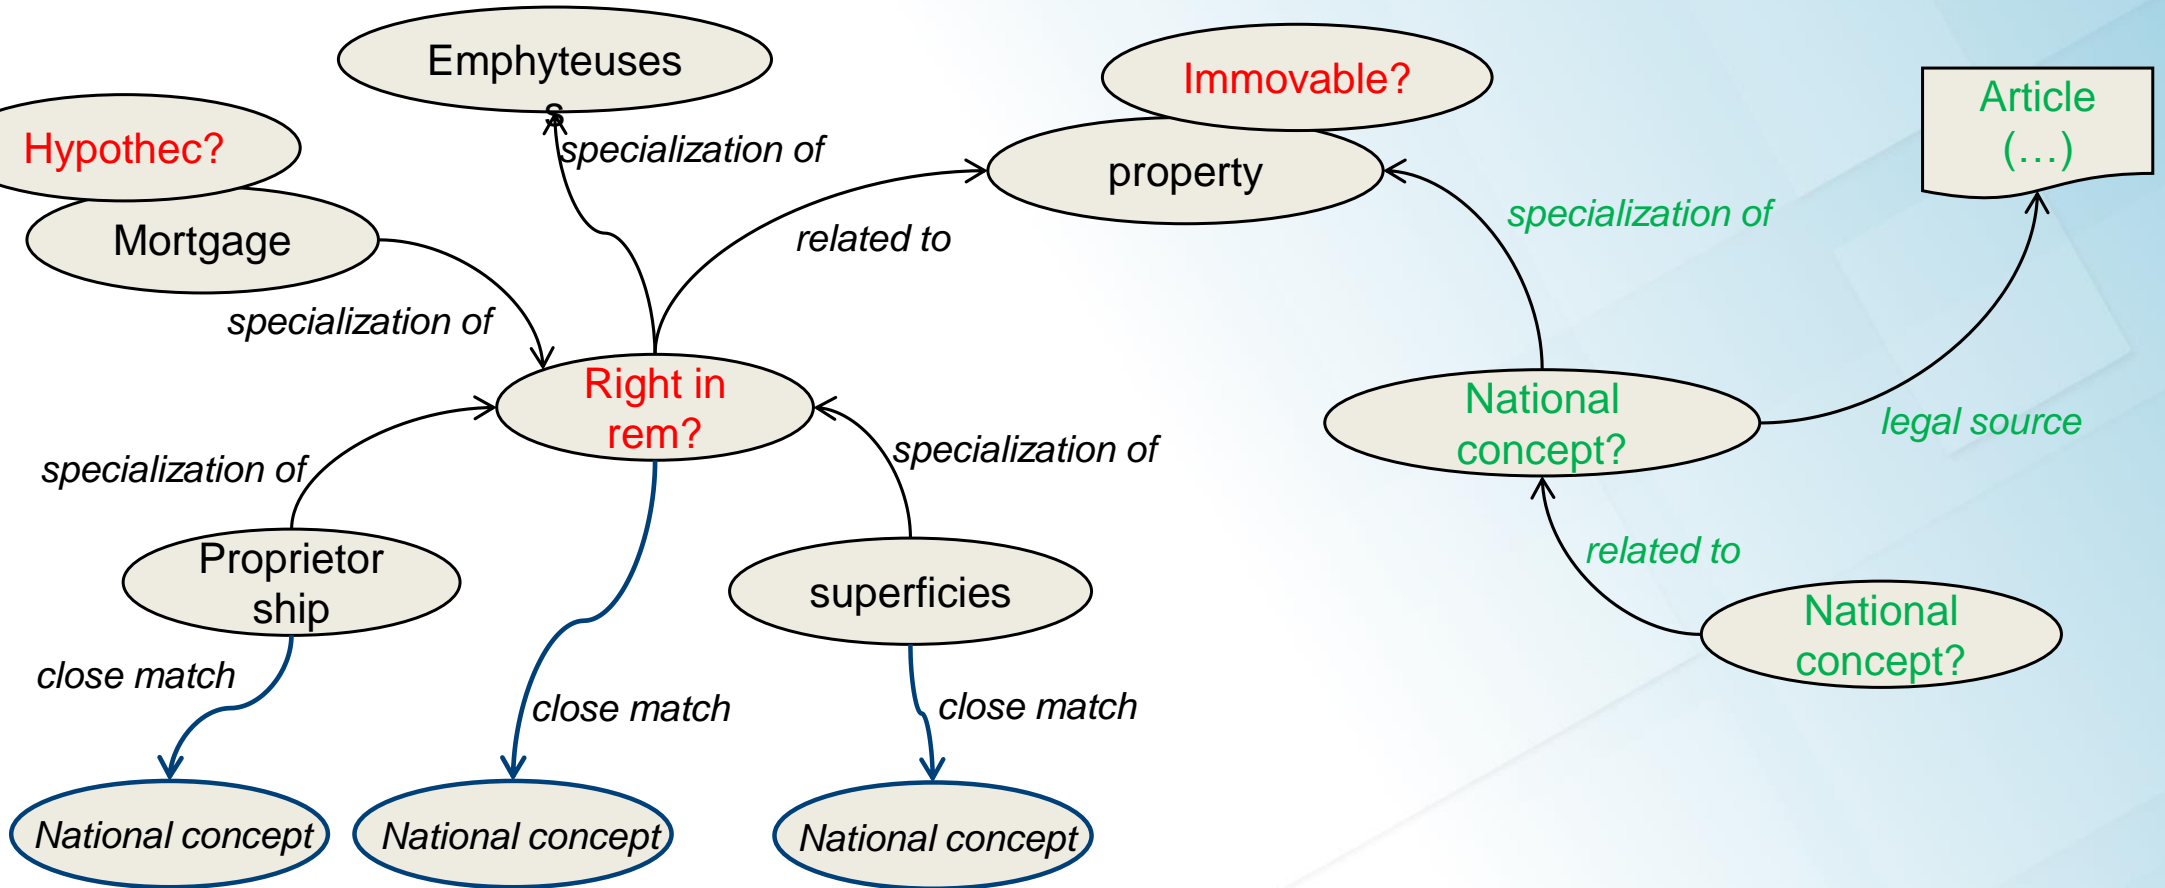 Emphyteuses
s
Immovable?
Article
(…)
Hypothec?
specialization of
property
Mortgage
related to
specialization of
specialization of
Right in
rem?
National
concept?
legal source
specialization of
specialization of
Proprietor
ship
superficies
related to
National
concept?
close match
close match
close match
National concept
National concept
National concept